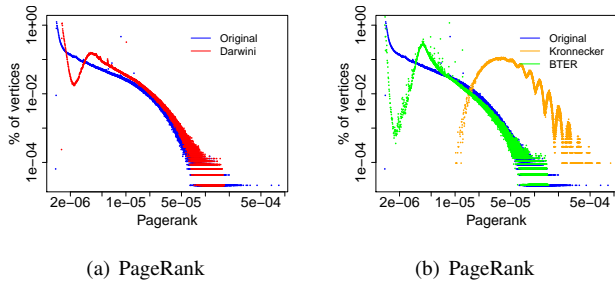 1e+00
1e-02
1e-04
% of vertices
Original
Darwini
2e-06 1e-05 5e-05 5e-04
Pagerank
(a) PageRank
1e+00
1e-02
1e-04
% of vertices
Original
Kronnecker
BTER
2e-06 1e-05 5e-05 5e-04
Pagerank
(b) PageRank